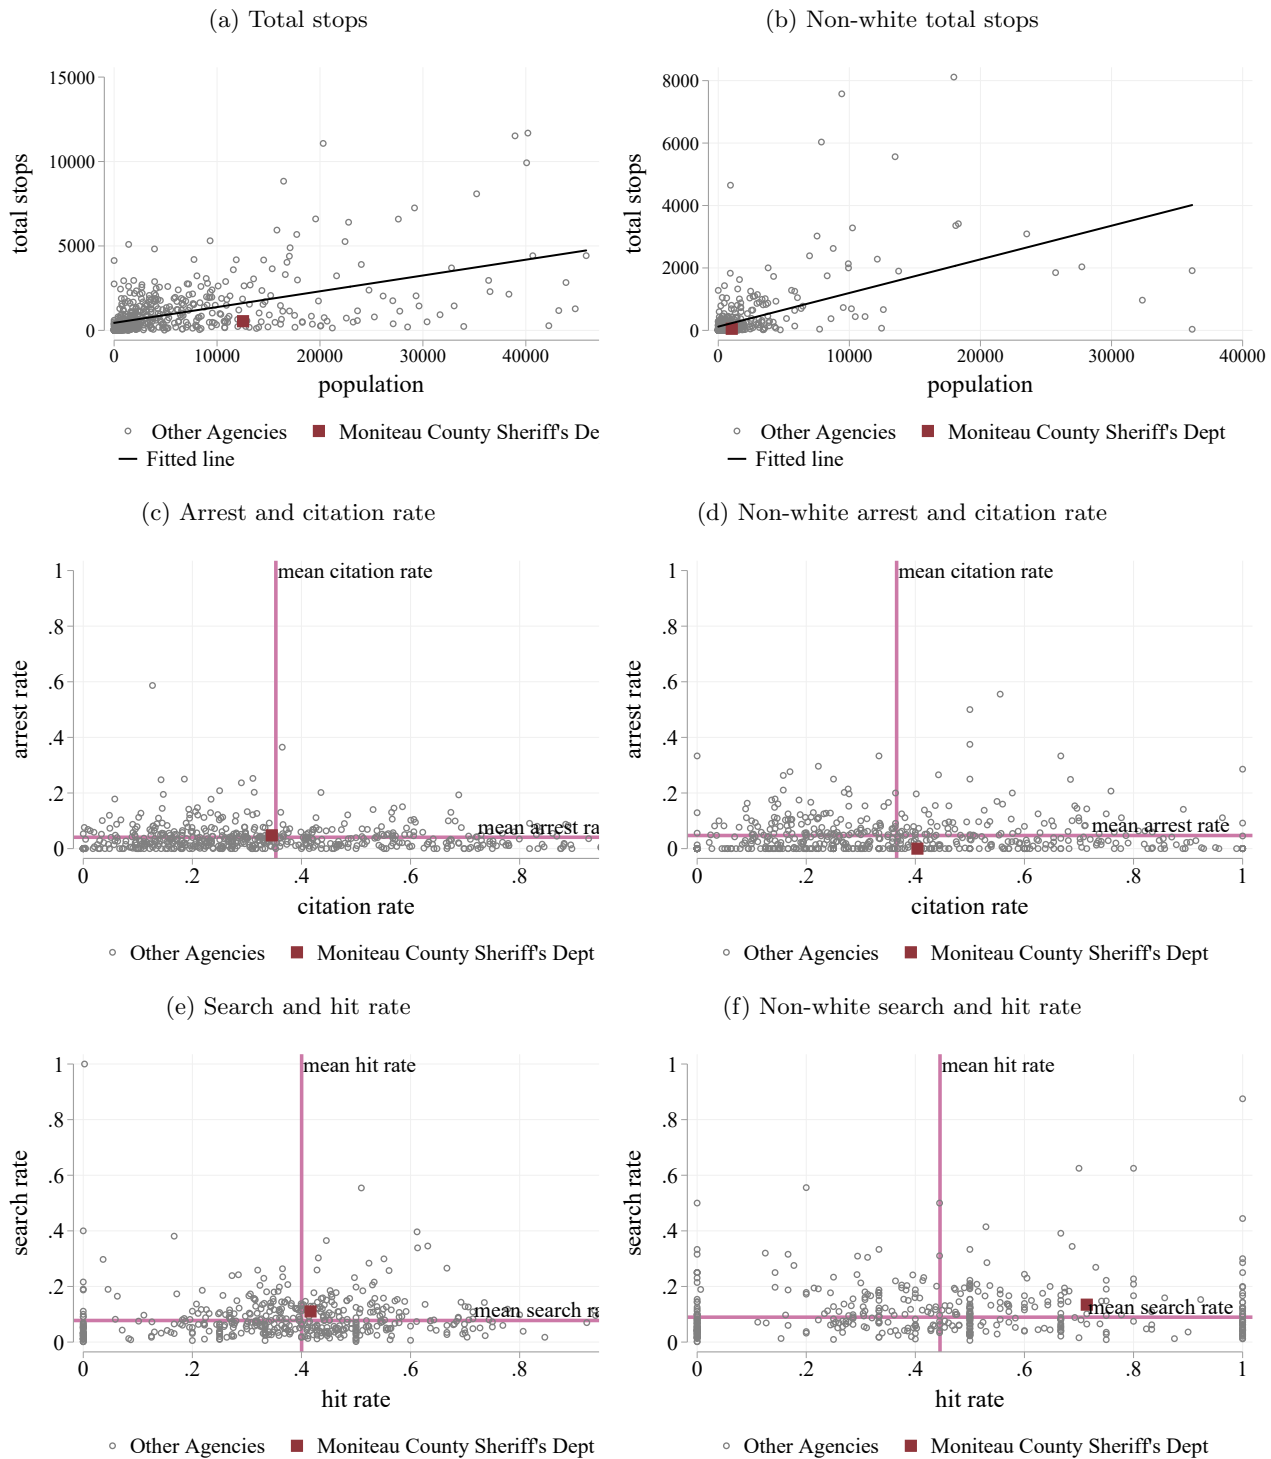 (a) Total stops
(b) Non-white total stops
total stops
15000
10000
5000
0
0 10000 20000 30000 40000
population
Other Agencies Moniteau County Sheriff's De
Fitted line
total stops
8000
6000
4000
2000
0
0 10000 20000 30000 40000
population
Other Agencies Moniteau County Sheriff's Dept
Fitted line
(c) Arrest and citation rate
(d) Non-white arrest and citation rate
arrest rate
1
.8
.6
.4
.2
0
mean citation rate
mean arrest ra
0 .2 .4 .6 .8
citation rate
Other Agencies Moniteau County Sheriff's Dept
arrest rate
1
.8
.6
.4
.2
0
mean citation rate
mean arrest rate
0 .2 .4 .6 .8 1
citation rate
Other Agencies Moniteau County Sheriff's Dept
(e) Search and hit rate
(f) Non-white search and hit rate
search rate
1
.8
.6
.4
.2
0
mean hit rate
mean search ra
0 .2 .4 .6 .8
hit rate
Other Agencies Moniteau County Sheriff's Dept
search rate
1
.8
.6
.4
.2
0
mean hit rate
mean search rate
0 .2 .4 .6 .8 1
hit rate
Other Agencies Moniteau County Sheriff's Dept